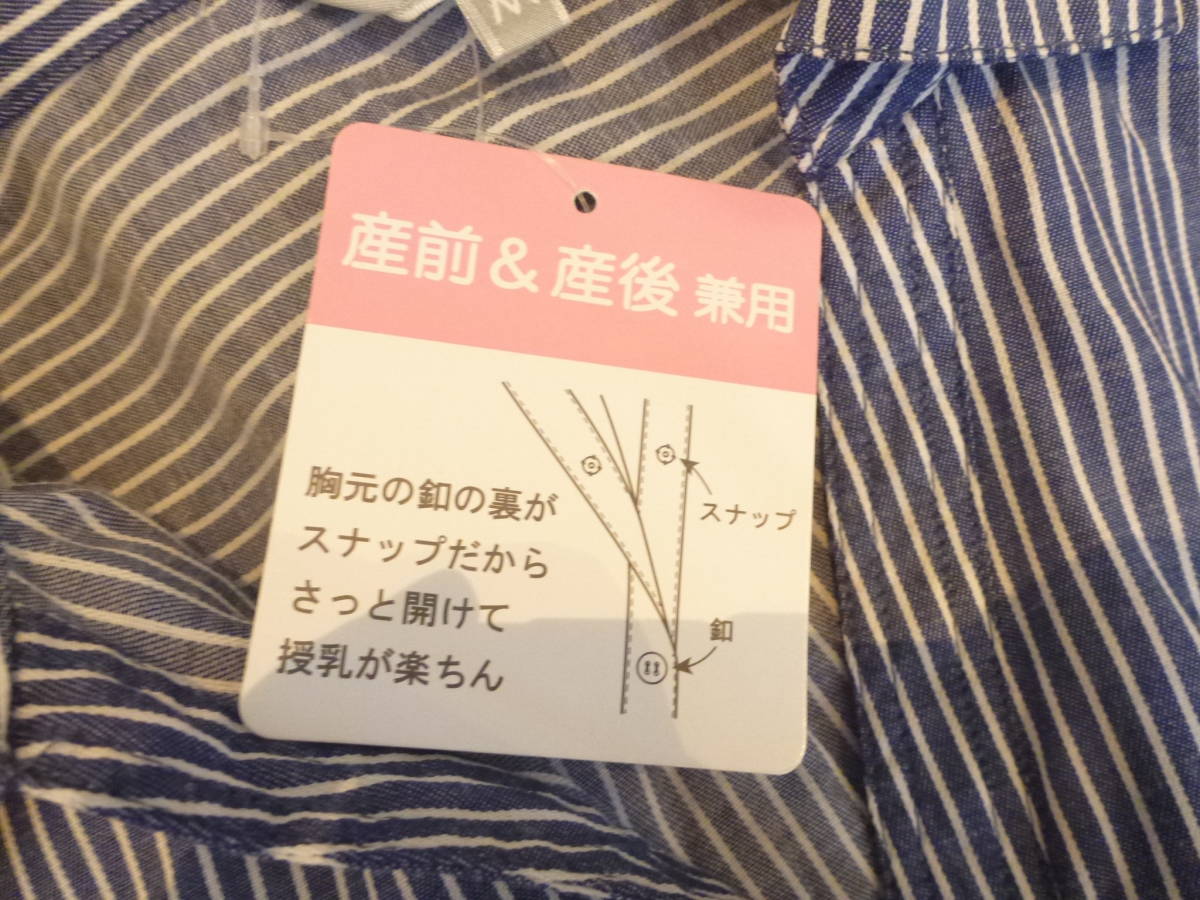 産前&産後 兼用
胸元の釦の裏が
スナップだから
さっと開けて
授乳が楽ちん
スナップ
釦